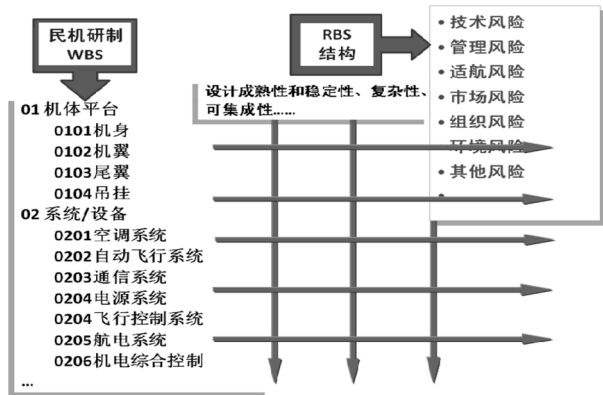 民机研制
WBS
RBS
结构
• 技术风险
• 管理风险
• 适航风险
• 市场风险
• 组织风险
• 环境风险
• 其他风险
•
设计成熟性和稳定性、复杂性、
可集成性……
01 机体平台
0101机身
0102机翼
0103尾翼
0104吊挂
02 系统/设备
0201空调系统
0202自动飞行系统
0203通信系统
0204电源系统
0204飞行控制系统
0205航电系统
0206机电综合控制
...